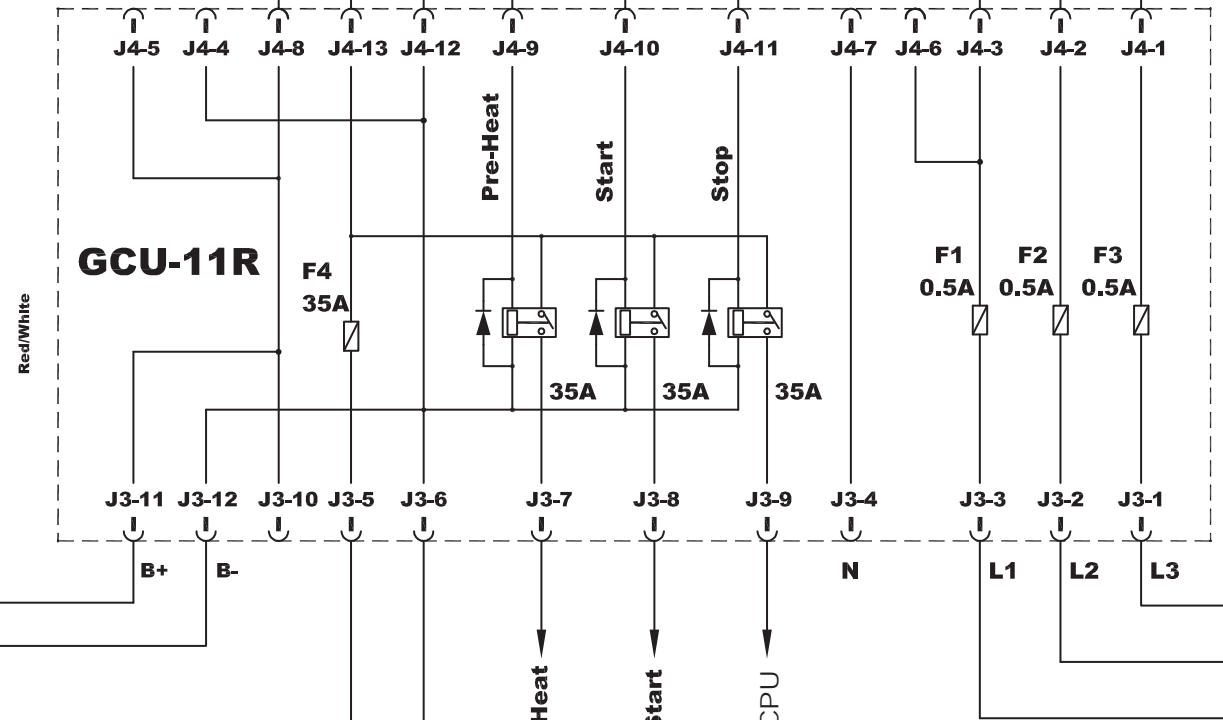 J4-5 J4-4 J4-8 J4-13 J4-12 J4-9 J4-10 J4-11 J4-7 J4-6 J4-3 J4-2 J4-1
Pre-Heat
Start
Stop
GCU-11R
F4
35A
F1
0.5A
F2
0.5A
F3
0.5A
Red/White
35A 35A 35A
J3-11 J3-12 J3-10 J3-5 J3-6 J3-7 J3-8 J3-9 J3-4 J3-3 J3-2 J3-1
B+ B- N L1 L2 L3
Heat
Start
CPU